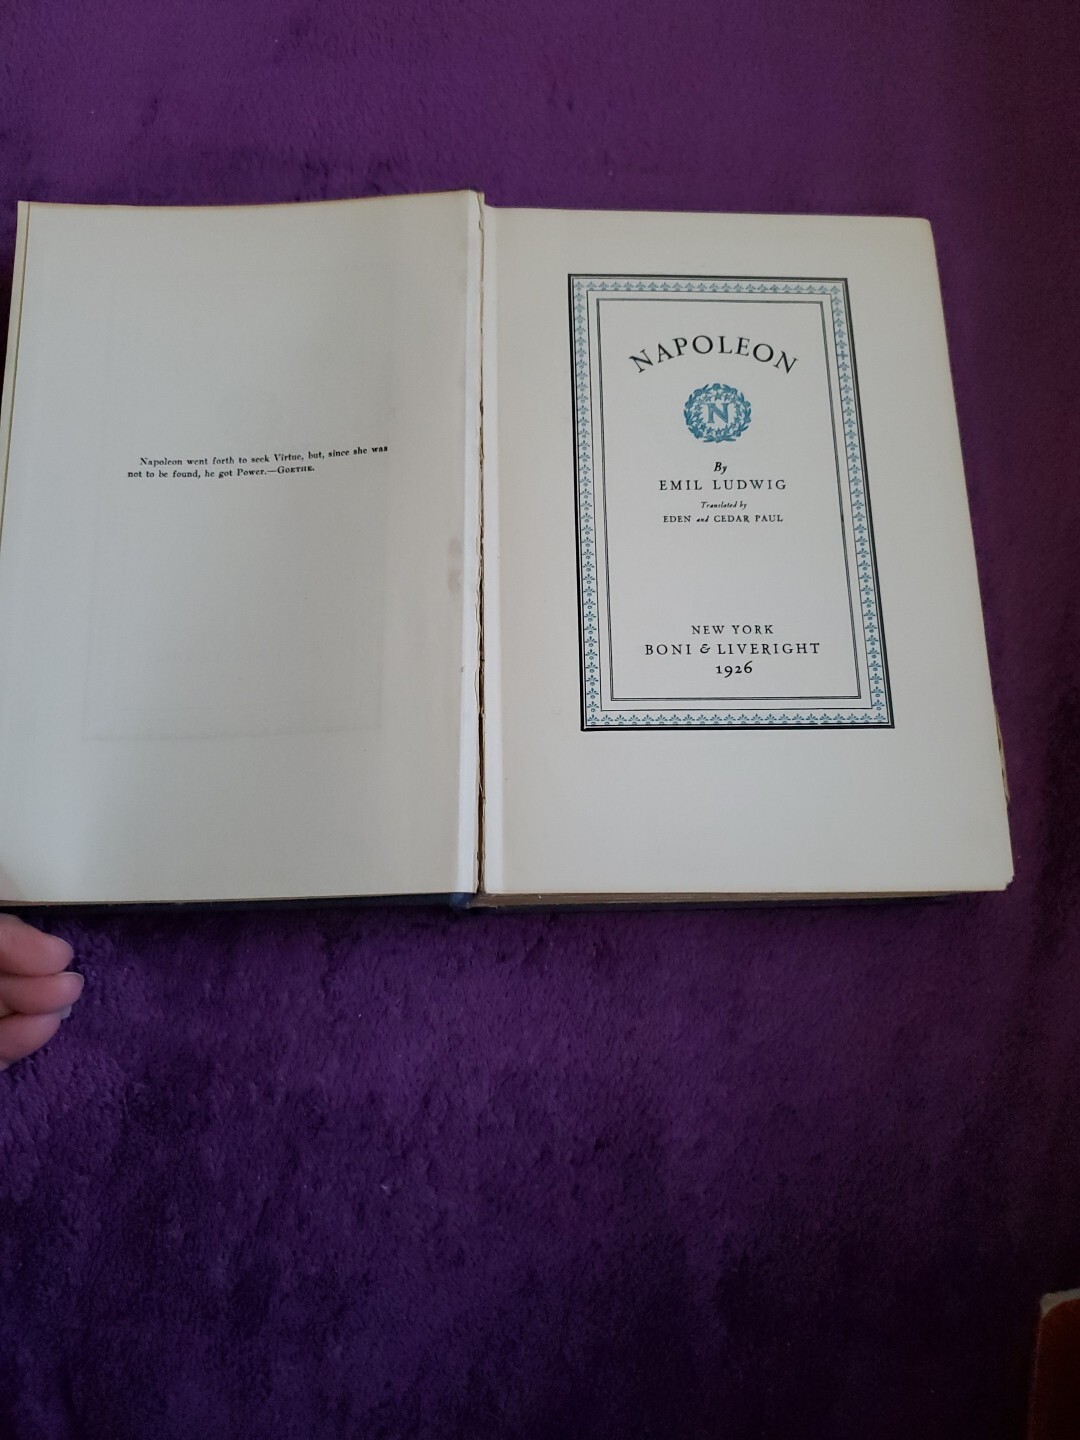 Napoleon went forth to seek Virtue, but, since she was
not to be found, he got Power.—GOETHE.
NAPOLEON
N
By
EMIL LUDWIG
Translated by
EDEN and CEDAR PAUL
NEW YORK
BONI & LIVERIGHT
1926